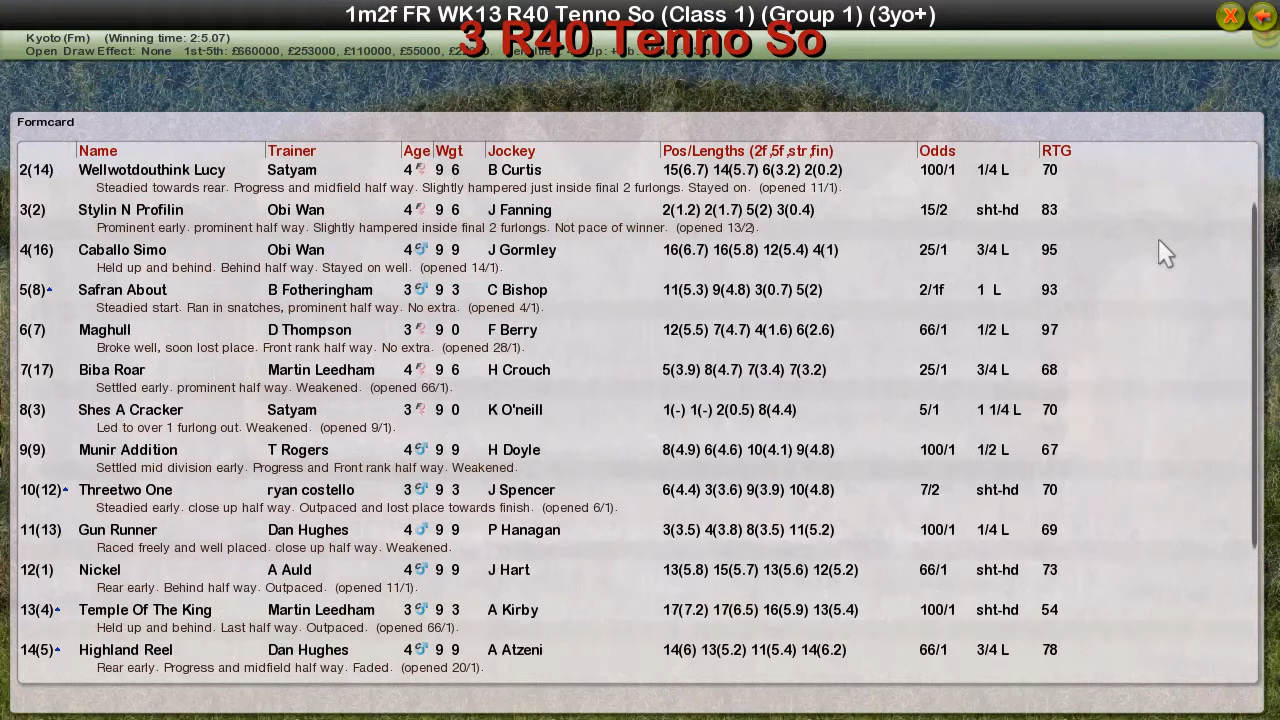 1m2f FR WK13 R40 Tenno So (Class 1) (Group 1) (3yo+)
3 R40 Tenno So
Kyoto(Fm) (Winning time: 2:5.07)
Open Draw Effect: None 1st-5th: £660000, £253000, £110000, £55000,
Formcard
Name Trainer Age Wgt Jockey Pos/Lengths (2f,5f,str,fin) Odds RTG
2(14) Wellwotdouthink Lucy Satyam 4 9 6 B Curtis 15(6.7) 14(5.7) 6(3.2) 2(0.2) 100/1 1/4 L 70
Steadied towards rear. Progress and midfield half way. Slightly hampered just inside final 2 furlongs. Stayed on. (opened 11/1).
3(2) Stylin N Profilin Obi Wan 4 9 6 J Fanning 2(1.2) 2(1.7) 5(2) 3(0.4) 15/2 sht-hd 83
Prominent early. prominent half way. Slightly hampered inside final 2 furlongs. Not pace of winner. (opened 13/2).
4(16) Caballo Simo Obi Wan 4 9 9 J Gormley 16(6.7) 16(5.8) 12(5.4) 4(1) 25/1 3/4 L 95
Held up and behind. Behind half way. Stayed on well. (opened 14/1).
5(8) Safran About B Fotheringham 3 9 3 C Bishop 11(5.3) 9(4.8) 3(0.7) 5(2) 2/1f 1 L 93
Steadied start. Ran in snatches, prominent half way. No extra. (opened 4/1).
6(7) Maghull D Thompson 3 9 0 F Berry 12(5.5) 7(4.7) 4(1.6) 6(2.6) 66/1 1/2 L 97
Broke well, soon lost place. Front rank half way. No extra. (opened 28/1).
7(17) Biba Roar Martin Leedham 4 9 6 H Crouch 5(3.9) 8(4.7) 7(3.4) 7(3.2) 25/1 3/4 L 68
Settled early. prominent half way. Weakened. (opened 66/1).
8(3) Shes A Cracker Satyam 3 9 0 K O'neill 1(-) 1(-) 2(0.5) 8(4.4) 5/1 1 1/4 L 70
Led to over 1 furlong out. Weakened. (opened 9/1).
9(9) Munir Addition T Rogers 4 9 9 H Doyle 8(4.9) 6(4.6) 10(4.1) 9(4.8) 100/1 1/2 L 67
Settled mid division early. Progress and Front rank half way. Weakened.
10(12) Threetwo One ryan costello 3 9 3 J Spencer 6(4.4) 3(3.6) 9(3.9) 10(4.8) 7/2 sht-hd 70
Steadied early. close up half way. Outpaced and lost place towards finish. (opened 6/1).
11(13) Gun Runner Dan Hughes 4 9 9 P Hanagan 3(3.5) 4(3.8) 8(3.5) 11(5.2) 100/1 1/4 L 69
Raced freely and well placed. close up half way. Weakened.
12(1) Nickel A Auld 4 9 9 J Hart 13(5.8) 15(5.7) 13(5.6) 12(5.2) 66/1 sht-hd 73
Rear early. Behind half way. Outpaced. (opened 11/1).
13(4) Temple Of The King Martin Leedham 3 9 3 A Kirby 17(7.2) 17(6.5) 16(5.9) 13(5.4) 100/1 sht-hd 54
Held up and behind. Last half way. Outpaced. (opened 66/1).
14(5) Highland Reel Dan Hughes 4 9 9 A Atzeni 14(6) 13(5.2) 11(5.4) 14(6.2) 66/1 3/4 L 78
Rear early. Progress and midfield half way. Faded. (opened 20/1).